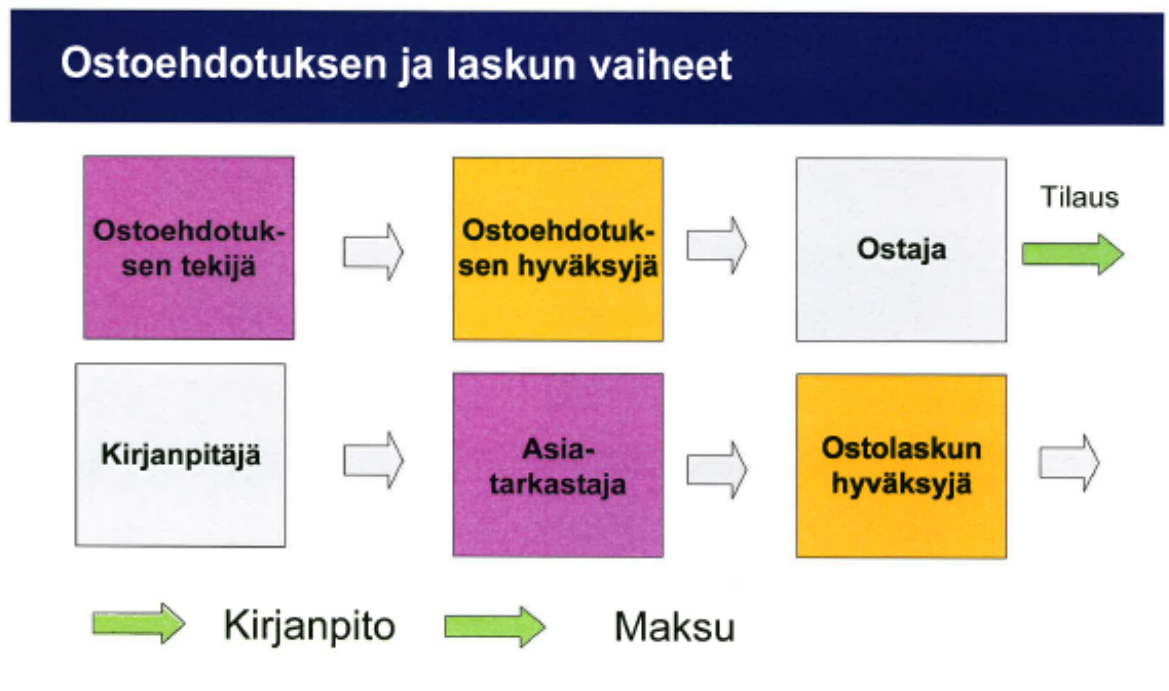 Ostoehdotuksen ja laskun vaiheet
Ostoehdotuk-
sen tekijä
Ostoehdotuk-
sen hyväksyjä
Ostaja
Tilaus
Kirjanpitäjä
Asia-
tarkastaja
Ostolaskun
hyväksyjä
Kirjanpito
Maksu